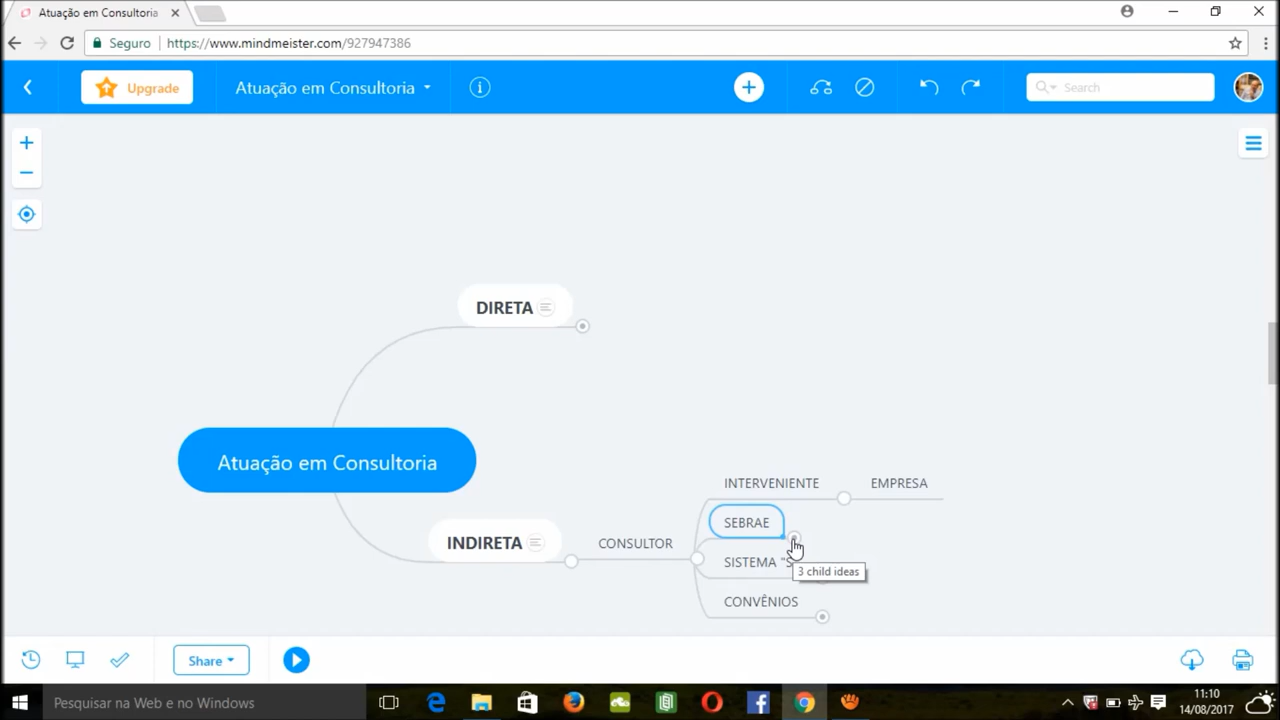 Atuação em Consultoria
Seguro
https://www.mindmeister.com/927947386
Upgrade
Atuação em Consultoria
Search
DIRETA
Atuação em Consultoria
INTERVENIENTE
EMPRESA
SEBRAE
INDIRETA
CONSULTOR
SISTEMA "S
3 child ideas
CONVÊNIOS
Share
Pesquisar na Web e no Windows
11:10
14/08/2017